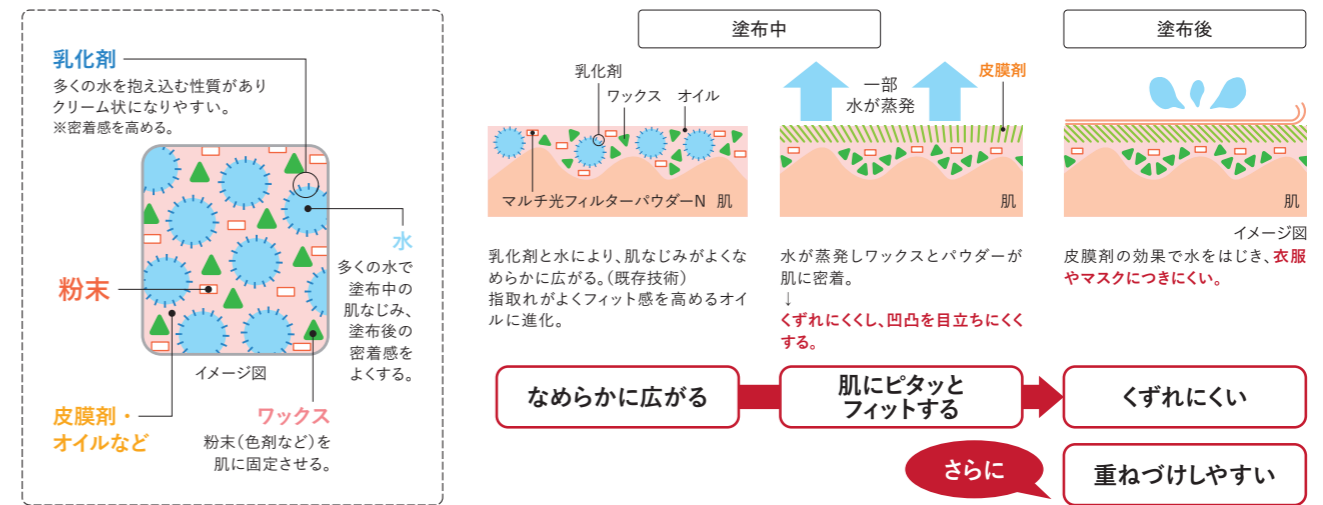 乳化剤
多くの水を抱え込む性質があり
クリーム状になりやすい。
※密着感を高める。
水
多くの水で
塗布中の
肌なじみ、
塗布後の
密着感を
よくする。
粉末
イメージ図
皮膜剤・
オイルなど
ワックス
粉末（色剤など）を
肌に固定させる。
塗布中
乳化剤
ワックス
オイル
マルチ光フィルターパウダーN
肌
乳化剤と水により、肌なじみがよくな
めらかに広がる。（既存技術）
指取れがよくフィット感を高めるオイ
ルに進化。
一部
水が蒸発
皮膜剤
肌
水が蒸発しワックスとパウダーが
肌に密着。
↓
くずれにくくし、凹凸を目立ちにくく
する。
塗布後
肌
イメージ図
皮膜剤の効果で水をはじき、衣服
やマスクにつきにくい。
なめらかに広がる
肌にピタッと
フィットする
くずれにくい
さらに
重ねづけしやすい